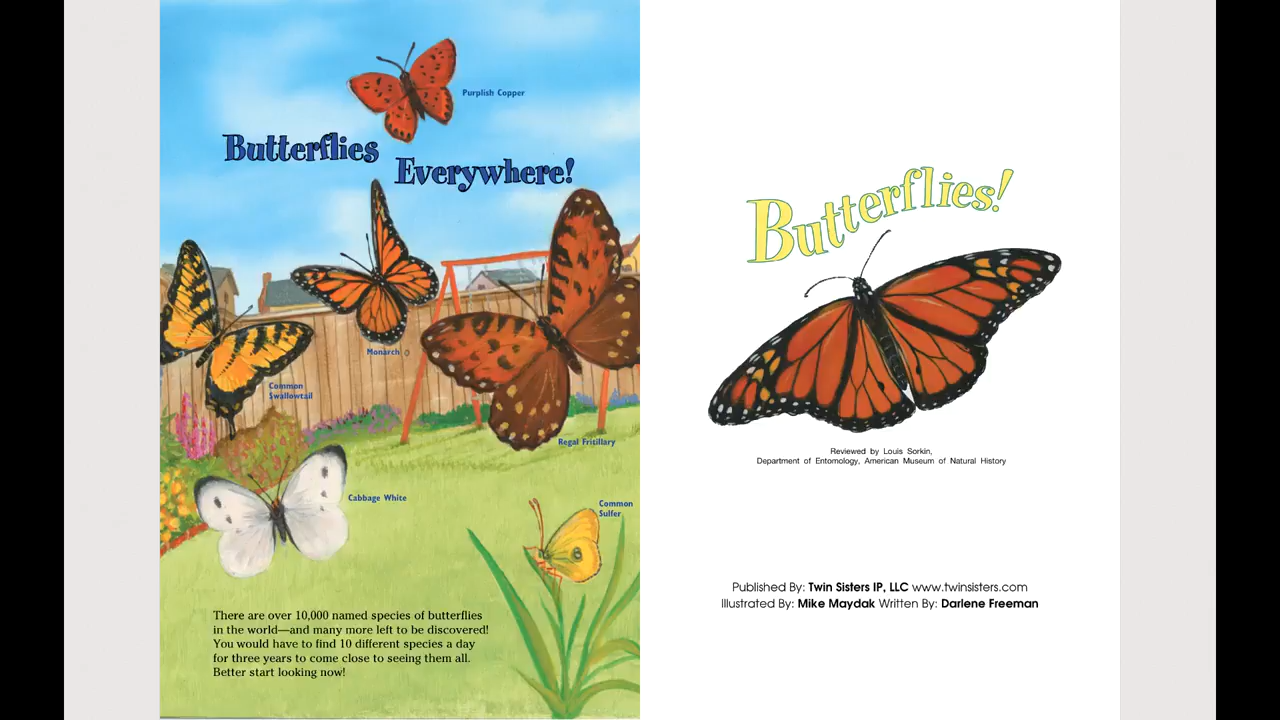 Purplish Copper
Butterflies
Everywhere!
Monarch
Common
Swallowtail
Regal Fritillary
Cabbage White
Common
Sulfer
There are over 10,000 named species of butterflies
in the world—and many more left to be discovered!
You would have to find 10 different species a day
for three years to come close to seeing them all.
Better start looking now!
Butterflies!
Reviewed by Louis Sorkin,
Department of Entomology, American Museum of Natural History
Published By: Twin Sisters IP, LLC www.twinsisters.com
Illustrated By: Mike Maydak Written By: Darlene Freeman